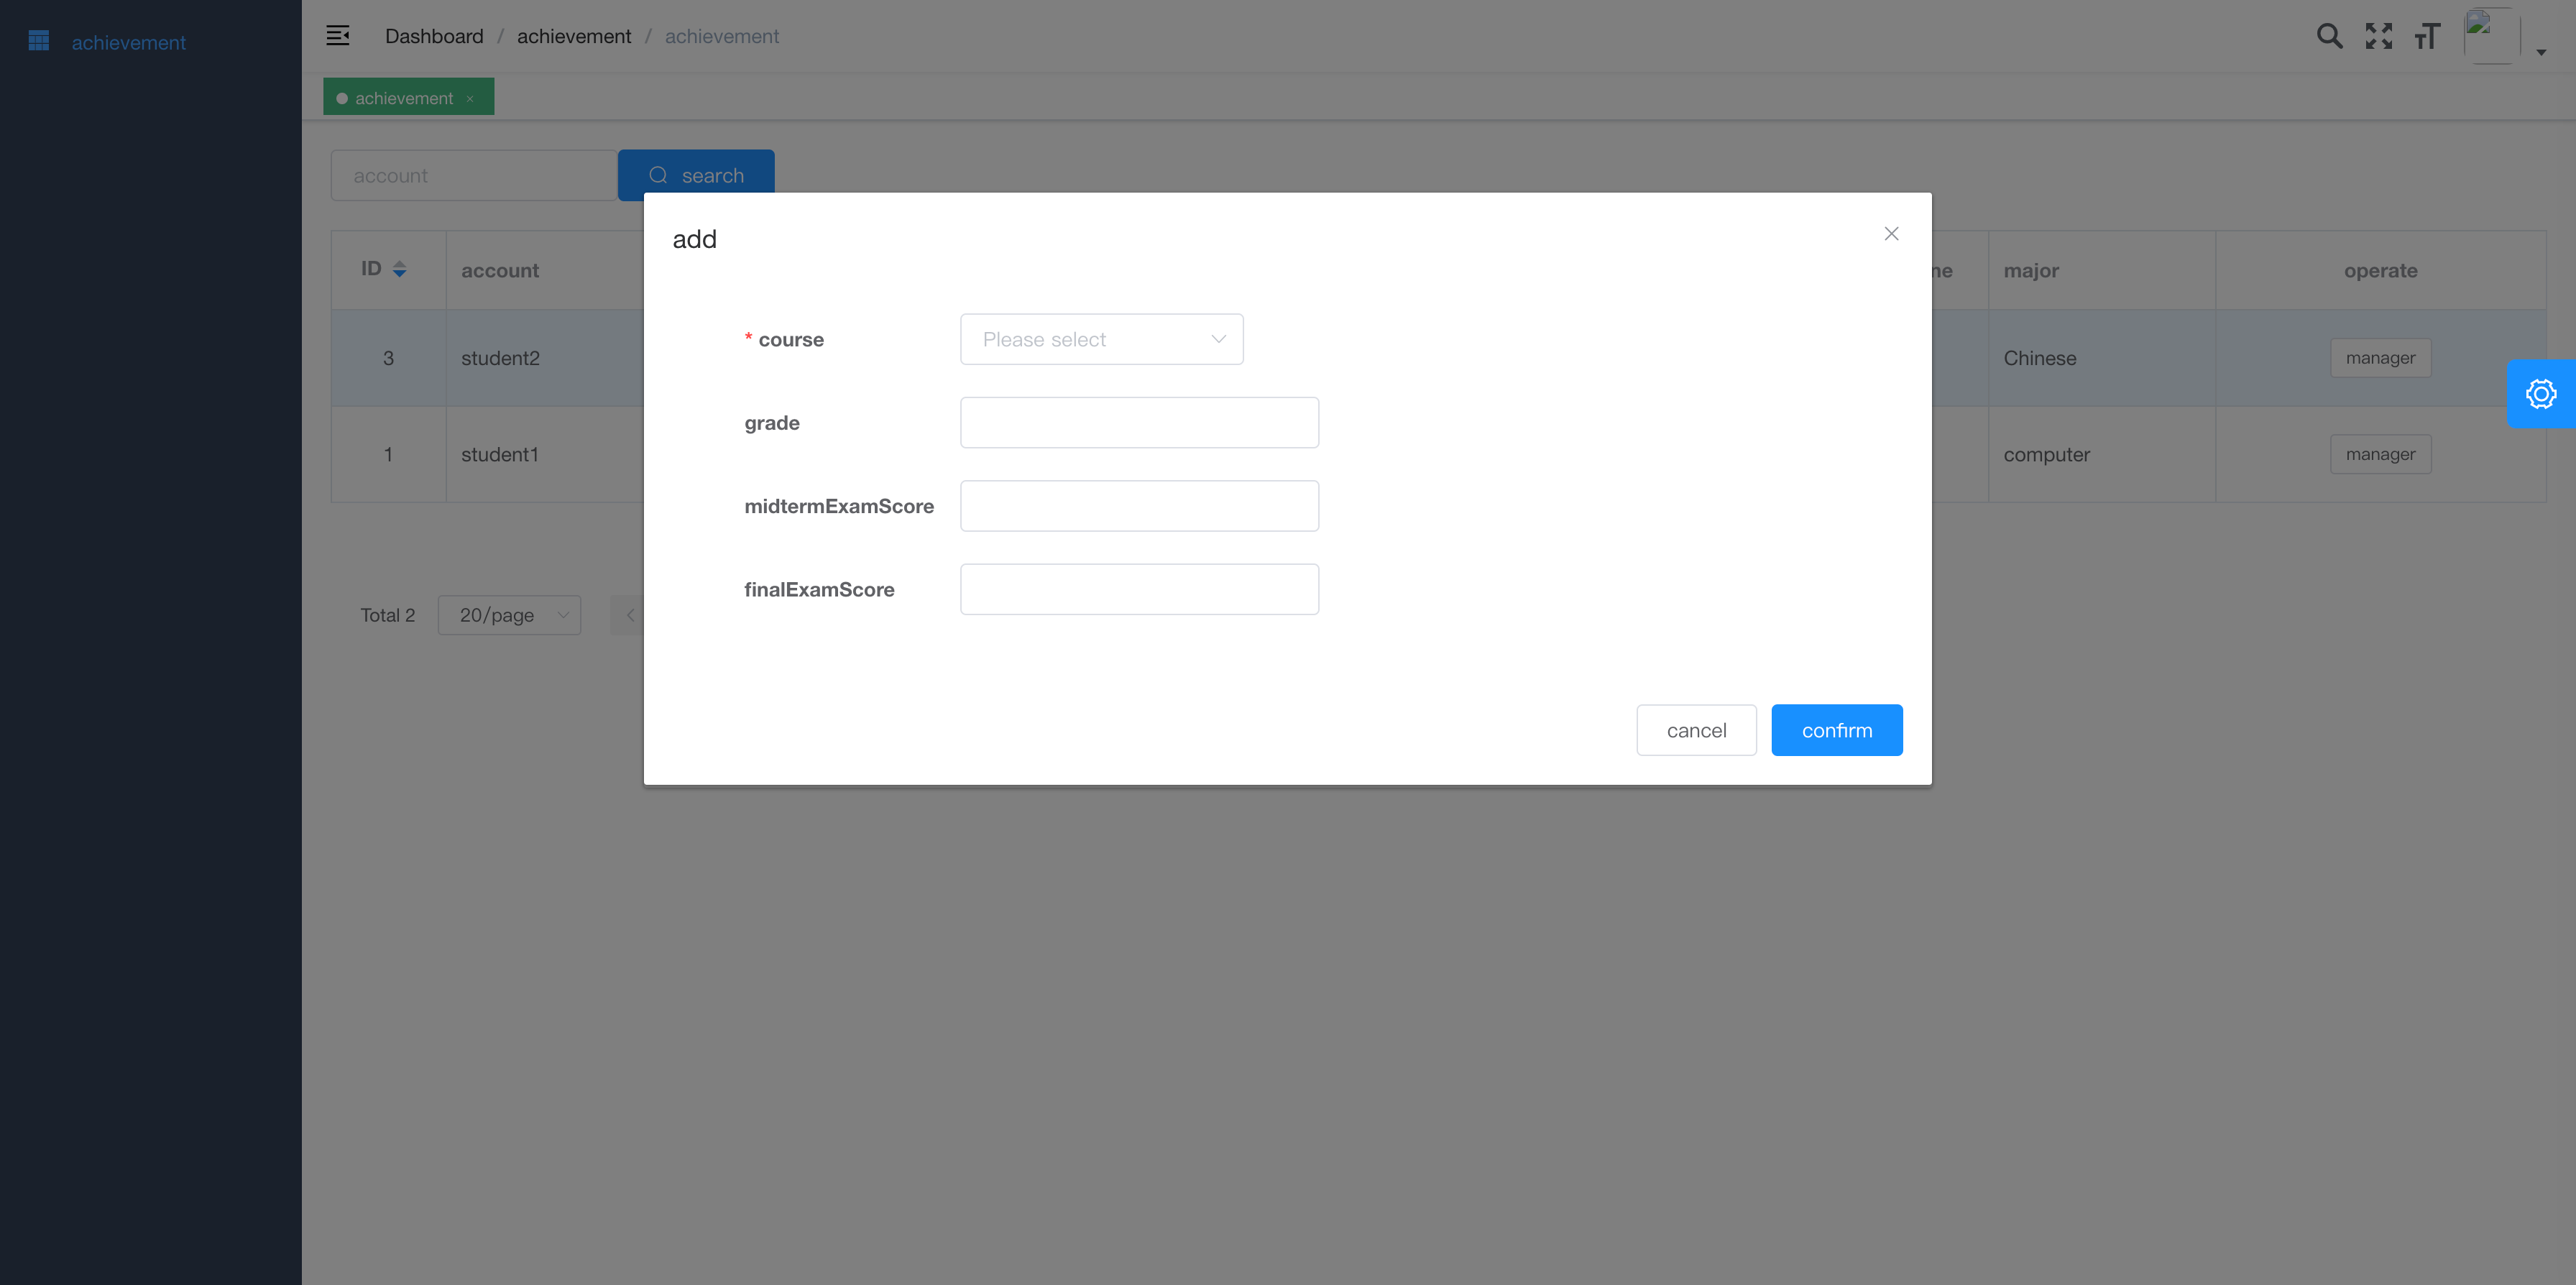 achievement
Dashboard / achievement / achievement
achievement ×
account
search
add
ID
account
ne
major
operate
* course
Please select
3
student2
Chinese
manager
grade
1
student1
computer
manager
midtermExamScore
finalExamScore
Total 2
20/page
cancel
confirm